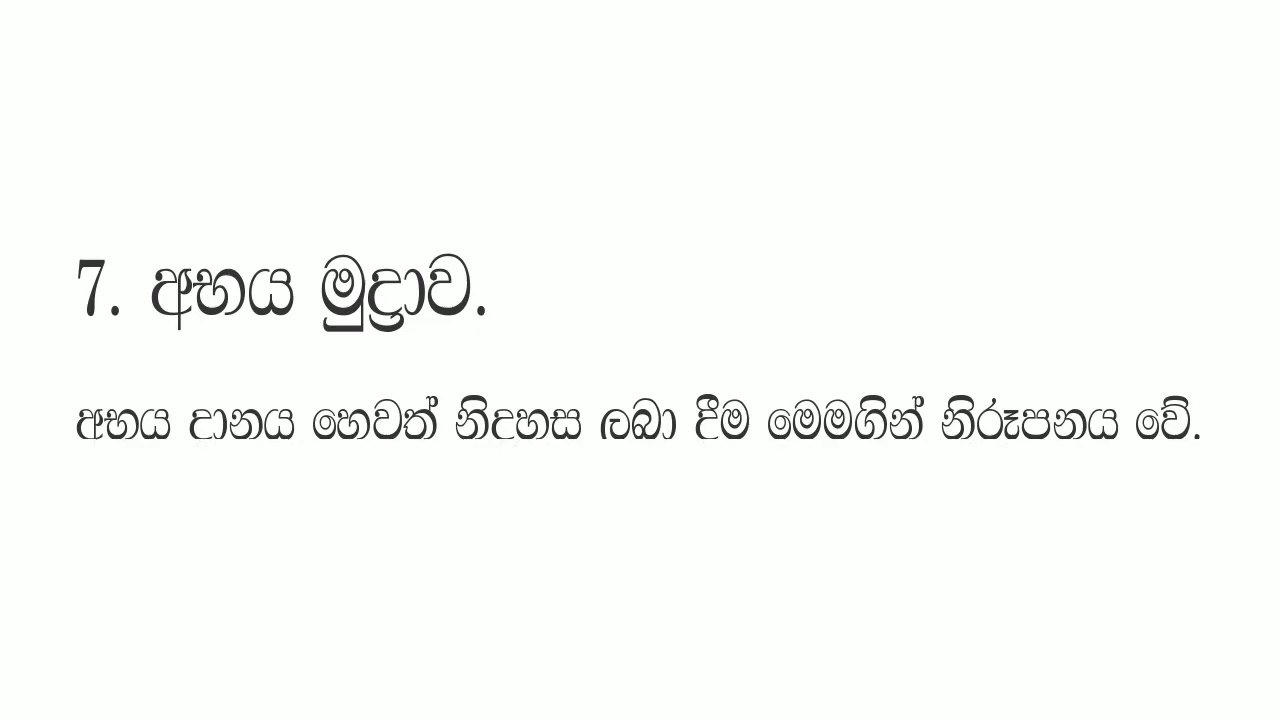 7. අභය මුද්‍රාව.
අභය දානය හෙවත් නිදහස ලබා දීම මෙමගින් නිරූපනය වේ.